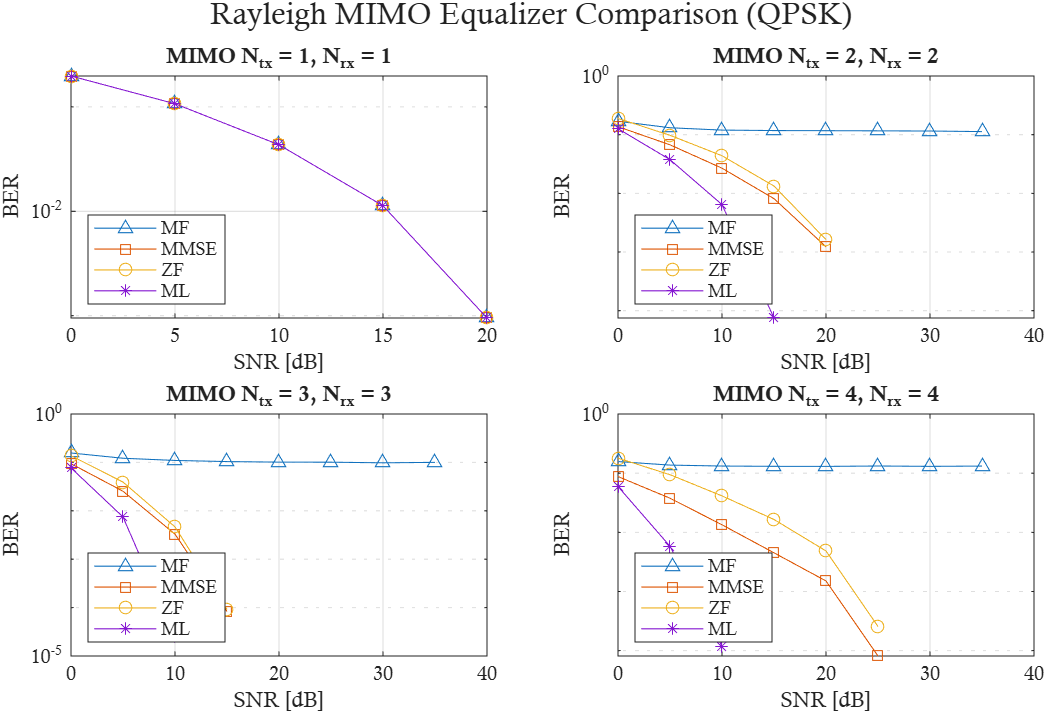 Rayleigh MIMO Equalizer Comparison (QPSK)
MIMO Nₜₓ = 1, Nᵣₓ = 1
BER
10⁻²
MF
MMSE
ZF
ML
0 5 10 15 20
SNR [dB]
MIMO Nₜₓ = 2, Nᵣₓ = 2
10⁰
BER
MF
MMSE
ZF
ML
0 10 20 30 40
SNR [dB]
MIMO Nₜₓ = 3, Nᵣₓ = 3
10⁰
BER
MF
MMSE
ZF
ML
10⁻⁵
0 10 20 30 40
SNR [dB]
MIMO Nₜₓ = 4, Nᵣₓ = 4
10⁰
BER
MF
MMSE
ZF
ML
0 10 20 30 40
SNR [dB]